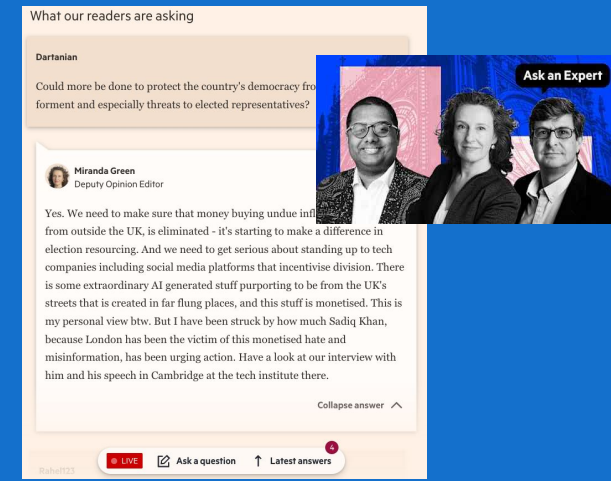 What our readers are asking
Dartanian
Could more be done to protect the country's democracy
forment and especially threats to elected representatives?
Ask an Expert
Miranda Green
Deputy Opinion Editor
Yes. We need to make sure that money buying undue
from outside the UK, is eliminated - it's starting to make a difference in
election resourcing. And we need to get serious about standing up to tech
companies including social media platforms that incentivise division. There
is some extraordinary AI generated stuff purporting to be from the UK's
streets that is created in far flung places, and this stuff is monetised. This is
my personal view btw. But I have been struck by how much Sadiq Khan,
because London has been the victim of this monetised hate and
misinformation, has been urging action. Have a look at our interview with
him and his speech in Cambridge at the tech institute there.
Collapse answer
4
LIVE
Ask a question
Latest answers